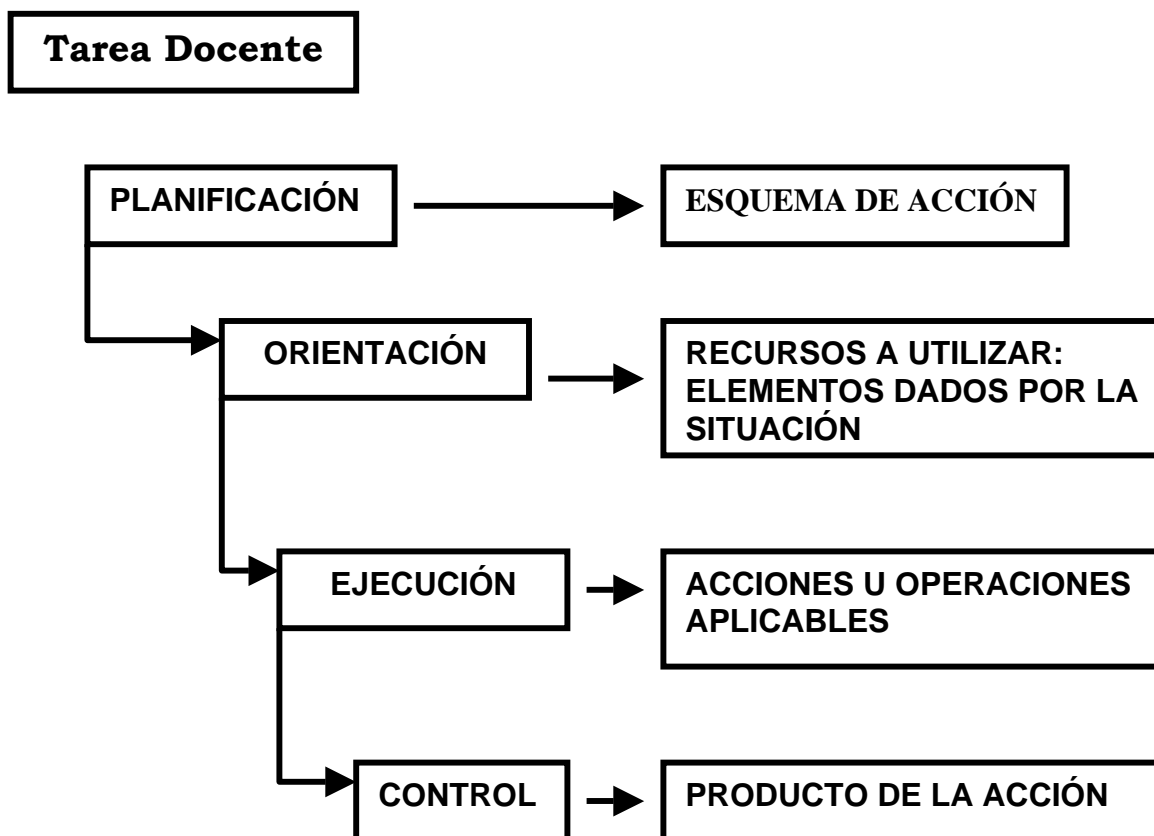 Tarea Docente
PLANIFICACIÓN
ESQUEMA DE ACCIÓN
ORIENTACIÓN
RECURSOS A UTILIZAR:
ELEMENTOS DADOS POR LA
SITUACIÓN
EJECUCIÓN
ACCIONES U OPERACIONES
APLICABLES
CONTROL
PRODUCTO DE LA ACCIÓN